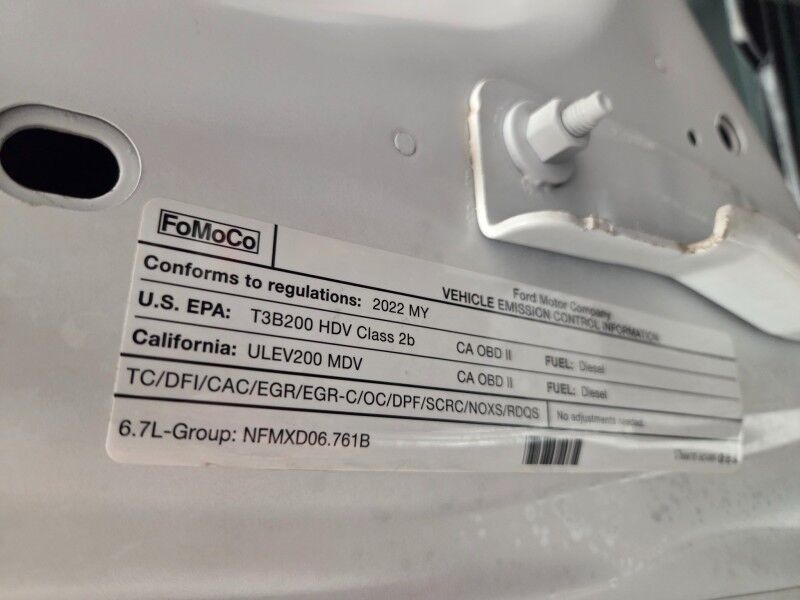 FoMoCo
Ford Motor Company
VEHICLE EMISSION CONTROL INFORMATION
Conforms to regulations: 2022 MY
U.S. EPA: T3B200 HDV Class 2b CA OBD II FUEL: Diesel
California: ULEV200 MDV CA OBD II FUEL: Diesel
TC/DFI/CAC/EGR/EGR-C/OC/DPF/SCRC/NOXS/RDQS No adjustments needed.
6.7L-Group: NFMXD06.761B